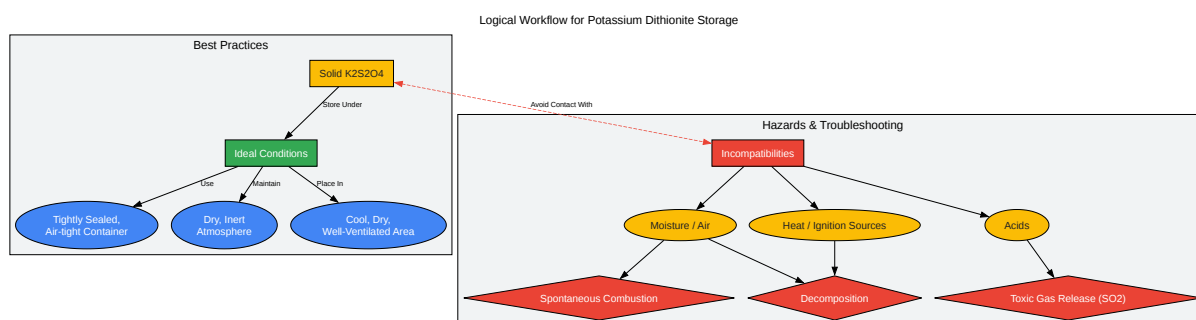 Logical Workflow for Potassium Dithionite Storage
Best Practices
Solid K2S2O4
Store Under
Avoid Contact With
Hazards & Troubleshooting
Ideal Conditions
Incompatibilities
Use
Maintain
Place In
Tightly Sealed,
Air-tight Container
Dry, Inert
Atmosphere
Cool, Dry,
Well-Ventilated Area
Moisture / Air
Heat / Ignition Sources
Acids
Spontaneous Combustion
Decomposition
Toxic Gas Release (SO2)